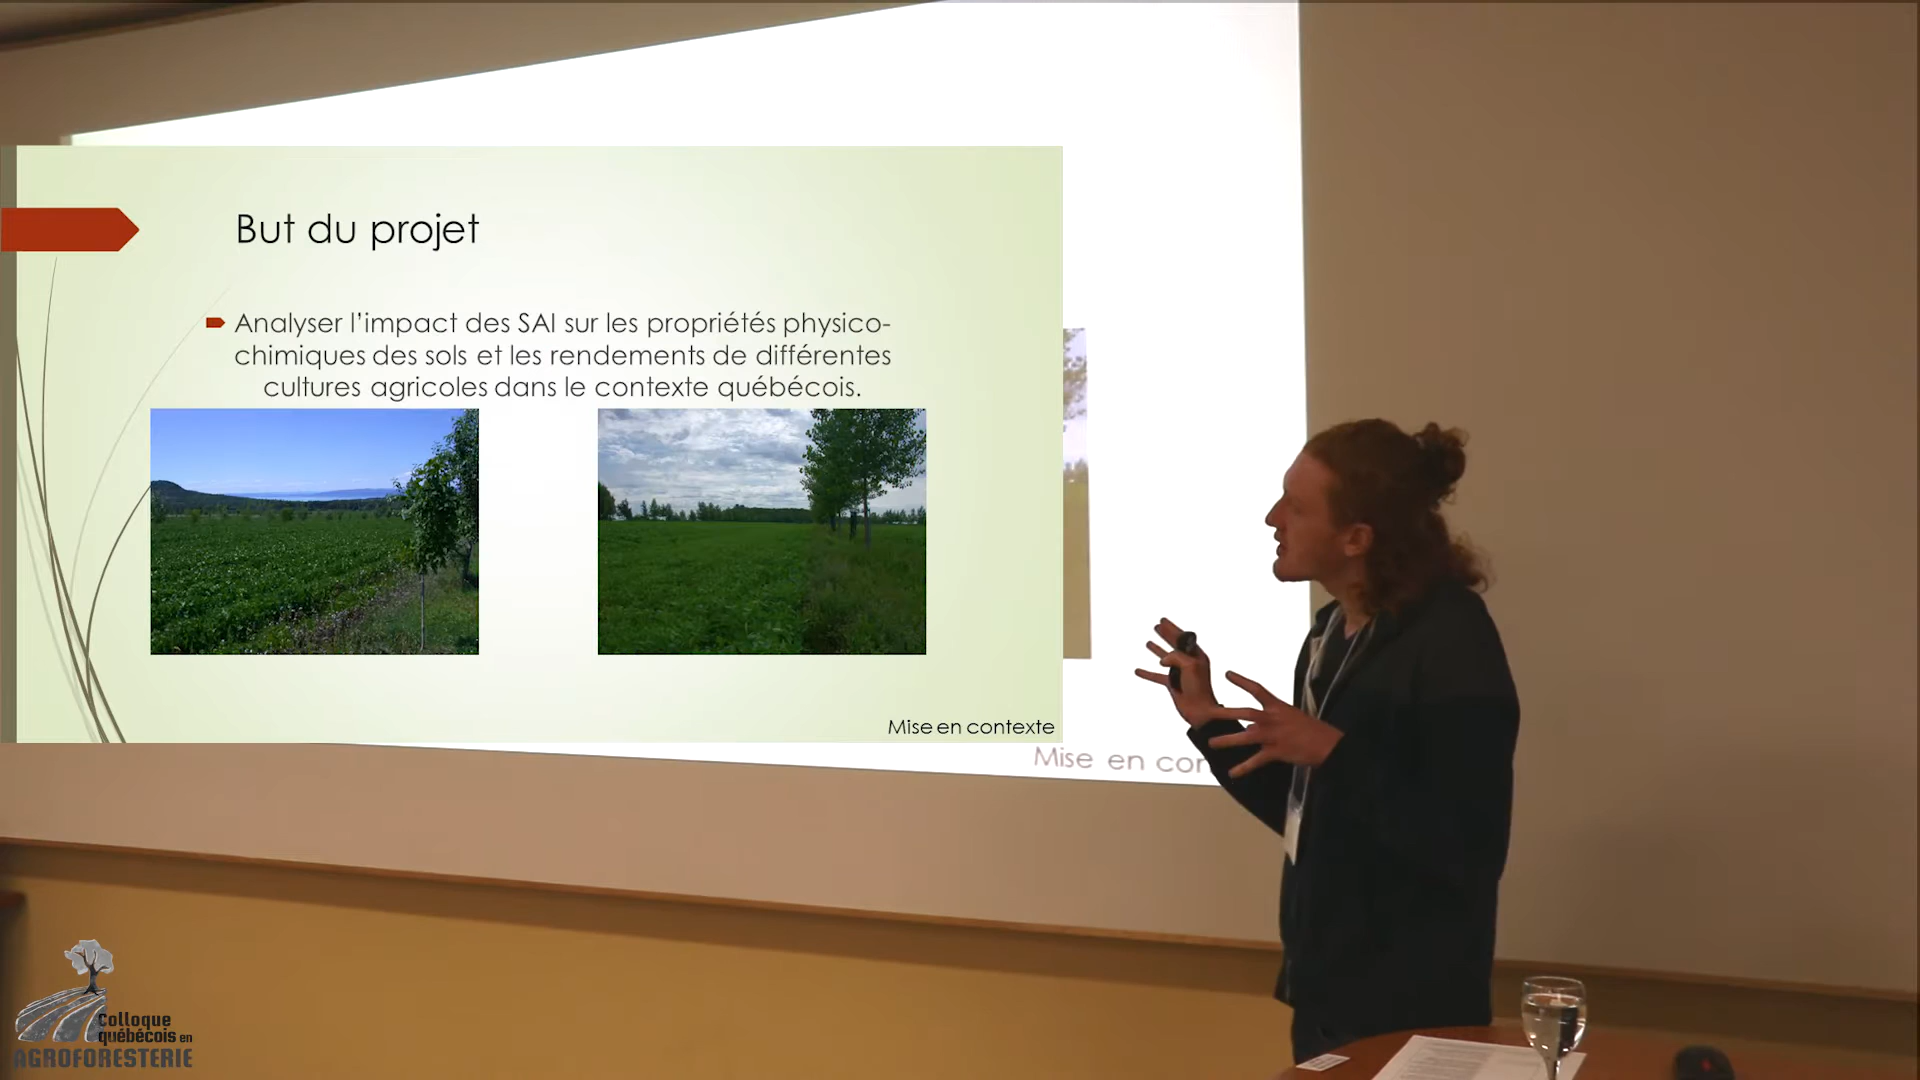 But du projet
Analyser l'impact des SAI sur les propriétés physico-
chimiques des sols et les rendements de différentes
cultures agricoles dans le contexte québécois.
Mise en contexte
Mise en con
Colloque
québécois en
AGROFORESTERIE